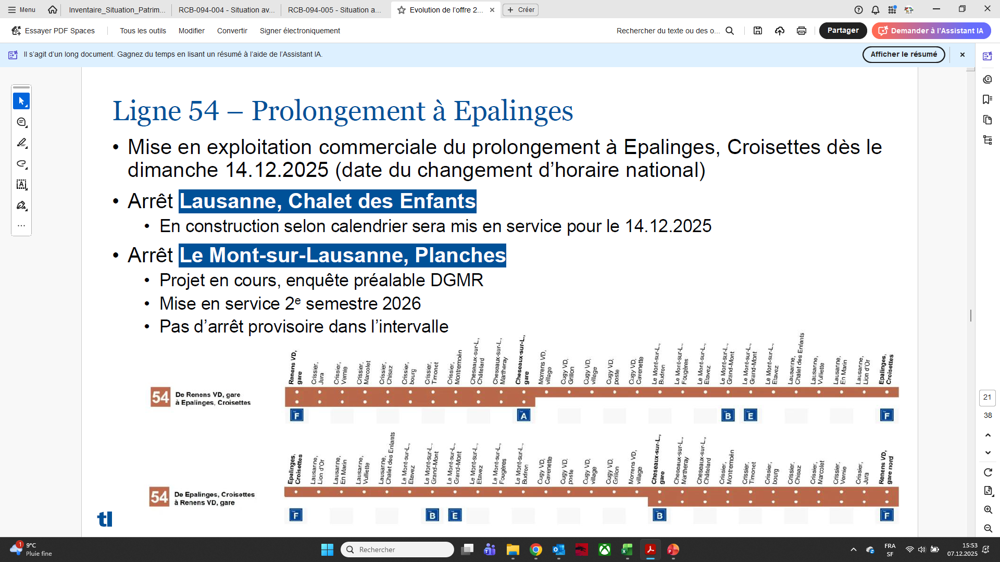 Menu
Inventaire_Situation_Patrim...
RCB-094-004 - Situation av...
RCB-094-005 - Situation a...
Evolution de l'offre 2...
Créer
Essayer PDF Spaces
Tous les outils
Modifier
Convertir
Signer électroniquement
Rechercher du texte ou des o...
Partager
Demander à l'Assistant IA
Il s'agit d'un long document. Gagnez du temps en lisant un résumé à l'aide de l'Assistant IA.
Afficher le résumé
Ligne 54 – Prolongement à Epalinges
• Mise en exploitation commerciale du prolongement à Epalinges, Croisettes dès le
dimanche 14.12.2025 (date du changement d'horaire national)
• Arrêt Lausanne, Chalet des Enfants
• En construction selon calendrier sera mis en service pour le 14.12.2025
• Arrêt Le Mont-sur-Lausanne, Planches
• Projet en cours, enquête préalable DGMR
• Mise en service 2e semestre 2026
• Pas d'arrêt provisoire dans l'intervalle
54
De Renens VD, gare
à Epalinges, Croisettes
Renens VD,
gare
Crissier,
Jura
Crissier,
Vernie
Crissier,
Marcolet
Crissier,
Chisaz
Crissier,
bourg
Crissier,
Timonet
Crissier,
Montremoën
Cheseaux-sur-L.,
Châtelard
Cheseaux-sur-L.,
Martheray
Cheseaux-sur-L.,
gare
Morrens VD,
village
Cugy VD,
Grillon
Cugy VD,
village
Cugy VD,
poste
Cugy VD,
Cavenette
Le Mont-sur-L.,
Budron
Le Mont-sur-L.,
Fougères
Le Mont-sur-L.,
Etavez
Le Mont-sur-L.,
Grand-Mont
Le Mont-sur-L.,
Grand-Mont
Le Mont-sur-L.,
Etavez
Lausanne,
Chalet des Enfants
Lausanne,
Vulliette
Lausanne,
En Marin
Lausanne,
Lion d'Or
Epalinges,
Croisettes
F
A
B
E
F
54
De Epalinges, Croisettes
à Renens VD, gare
Epalinges,
Croisettes
Lausanne,
Lion d'Or
Lausanne,
En Marin
Lausanne,
Vulliette
Lausanne,
Chalet des Enfants
Le Mont-sur-L.,
Etavez
Le Mont-sur-L.,
Grand-Mont
Le Mont-sur-L.,
Grand-Mont
Le Mont-sur-L.,
Etavez
Le Mont-sur-L.,
Fougères
Le Mont-sur-L.,
Budron
Cugy VD,
Cavenette
Cugy VD,
poste
Cugy VD,
village
Cugy VD,
Grillon
Morrens VD,
village
Cheseaux-sur-L.,
gare
Cheseaux-sur-L.,
Martheray
Cheseaux-sur-L.,
Châtelard
Crissier,
Montremoën
Crissier,
Timonet
Crissier,
bourg
Crissier,
Chisaz
Crissier,
Marcolet
Crissier,
Vernie
Crissier,
Jura
Renens VD,
gare nord
F
B
E
B
F
tl
21
38
1
9°C
Pluie fine
Rechercher
FRA
SF
15:53
07.12.2025